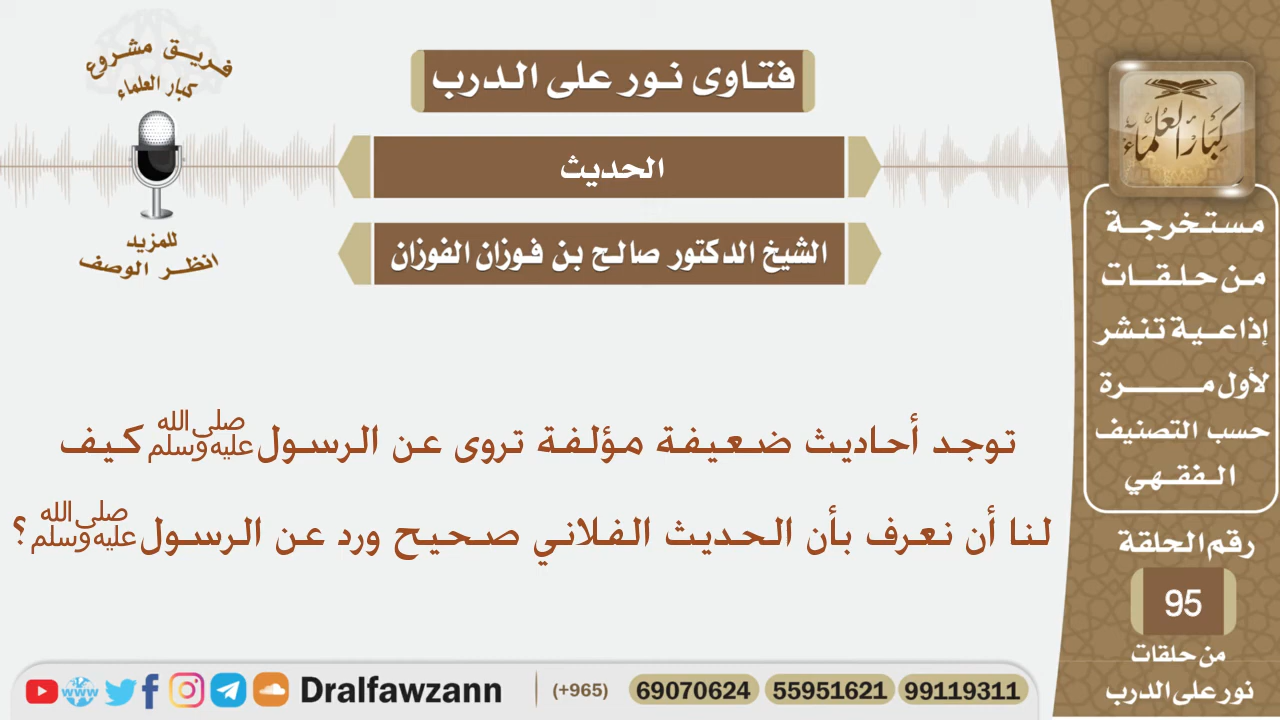 فريق مشروع
كبار العلماء
للمزيد
انظر الوصف
فتاوى نور على الدرب
الحديث
الشيخ الدكتور صالح بن فوزان الفوزان
توجد أحاديث ضعيفة مؤلفة تروى عن الرسول ﷺ كيف
لنا أن نعرف بأن الحديث الفلاني صحيح ورد عن الرسول ﷺ ؟
كبار العلماء
مستخرجة
من حلقات
إذاعية تنشر
لأول مرة
حسب التصنيف
الفقهي
رقم الحلقة
95
من حلقات
نور على الدرب
www Dralfawzann (+965) 69070624 55951621 99119311